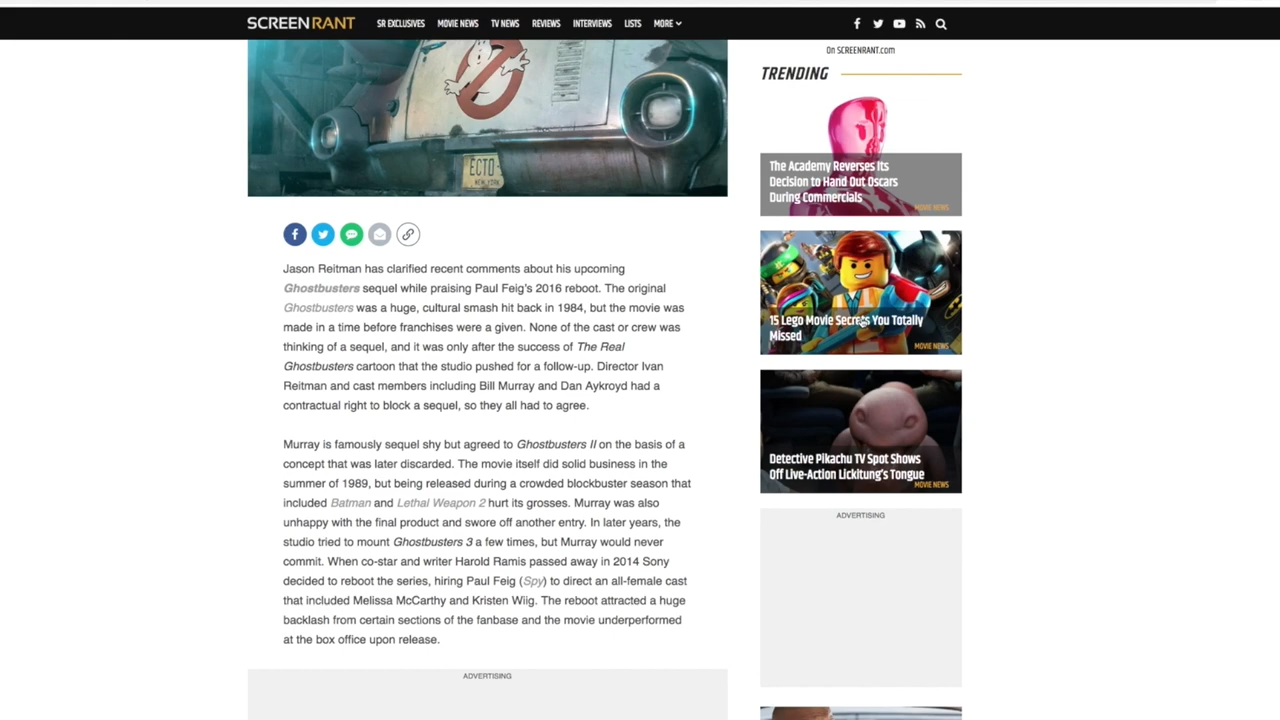 SCREENRANT
SR EXCLUSIVES MOVIE NEWS TV NEWS REVIEWS INTERVIEWS LISTS MORE
ECTO-
NEW YORK
Jason Reitman has clarified recent comments about his upcoming
Ghostbusters sequel while praising Paul Feig's 2016 reboot. The original
Ghostbusters was a huge, cultural smash hit back in 1984, but the movie was
made in a time before franchises were a given. None of the cast or crew was
thinking of a sequel, and it was only after the success of The Real
Ghostbusters cartoon that the studio pushed for a follow-up. Director Ivan
Reitman and cast members including Bill Murray and Dan Aykroyd had a
contractual right to block a sequel, so they all had to agree.
Murray is famously sequel shy but agreed to Ghostbusters II on the basis of a
concept that was later discarded. The movie itself did solid business in the
summer of 1989, but being released during a crowded blockbuster season that
included Batman and Lethal Weapon 2 hurt its grosses. Murray was also
unhappy with the final product and swore off another entry. In later years, the
studio tried to mount Ghostbusters 3 a few times, but Murray would never
commit. When co-star and writer Harold Ramis passed away in 2014 Sony
decided to reboot the series, hiring Paul Feig (Spy) to direct an all-female cast
that included Melissa McCarthy and Kristen Wiig. The reboot attracted a huge
backlash from certain sections of the fanbase and the movie underperformed
at the box office upon release.
ADVERTISING
On SCREENRANT.com
TRENDING
The Academy Reverses Its
Decision to Hand Out Oscars
During Commercials
MOVIE NEWS
15 Lego Movie Secrets You Totally
Missed
MOVIE NEWS
Detective Pikachu TV Spot Shows
Off Live-Action Lickitung's Tongue
MOVIE NEWS
ADVERTISING